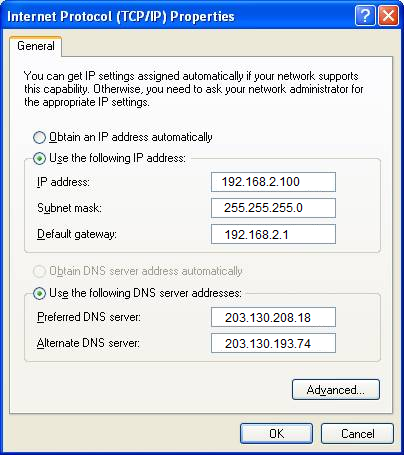 Internet Protocol (TCP/IP) Properties
General
You can get IP settings assigned automatically if your network supports
this capability. Otherwise, you need to ask your network administrator for
the appropriate IP settings.
Obtain an IP address automatically
Use the following IP address:
IP address: 192.168.2.100
Subnet mask: 255.255.255.0
Default gateway: 192.168.2.1
Obtain DNS server address automatically
Use the following DNS server addresses:
Preferred DNS server: 203.130.208.18
Alternate DNS server: 203.130.193.74
Advanced...
OK Cancel